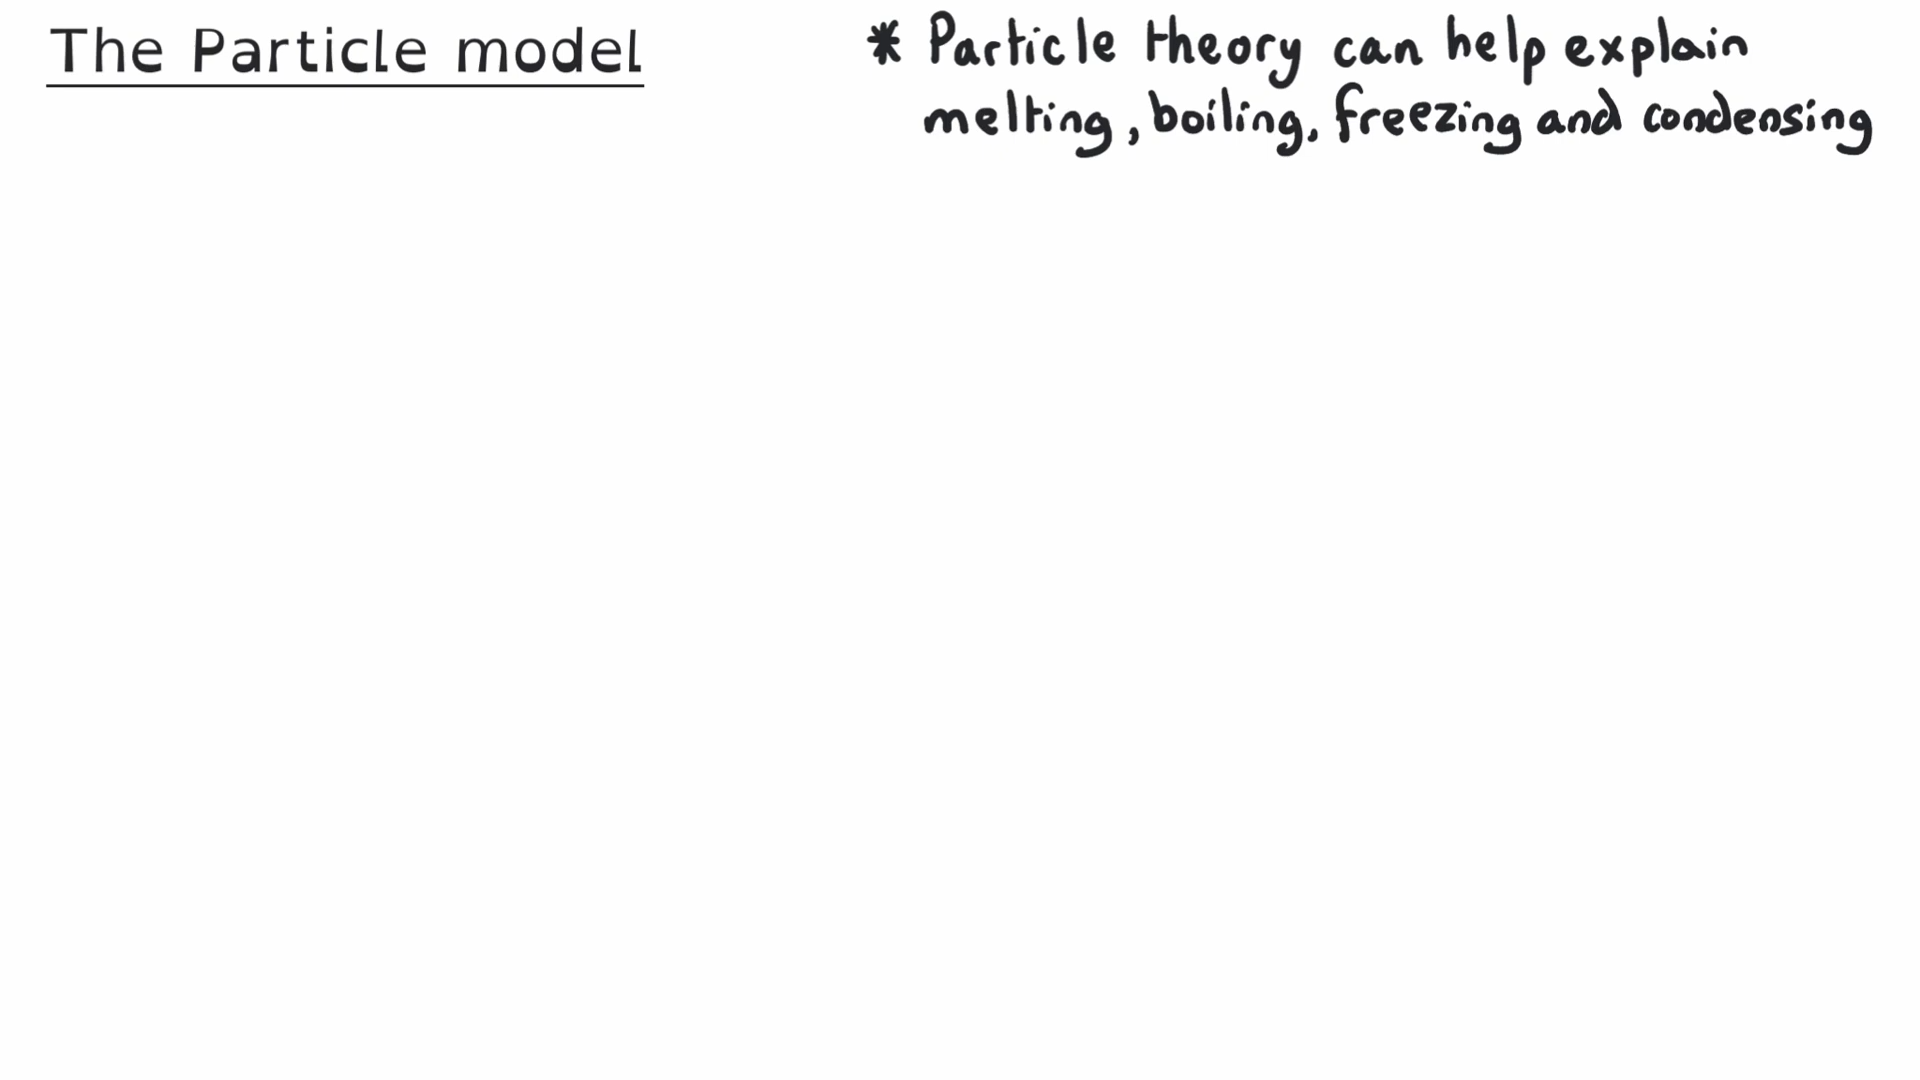 The Particle model
* Particle theory can help explain
melting, boiling, freezing and condensing